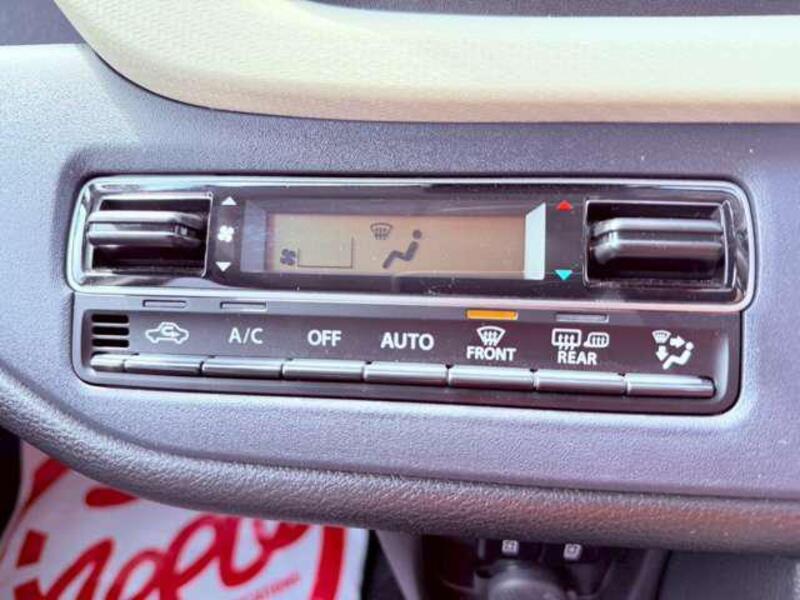 A/C OFF AUTO FRONT REAR